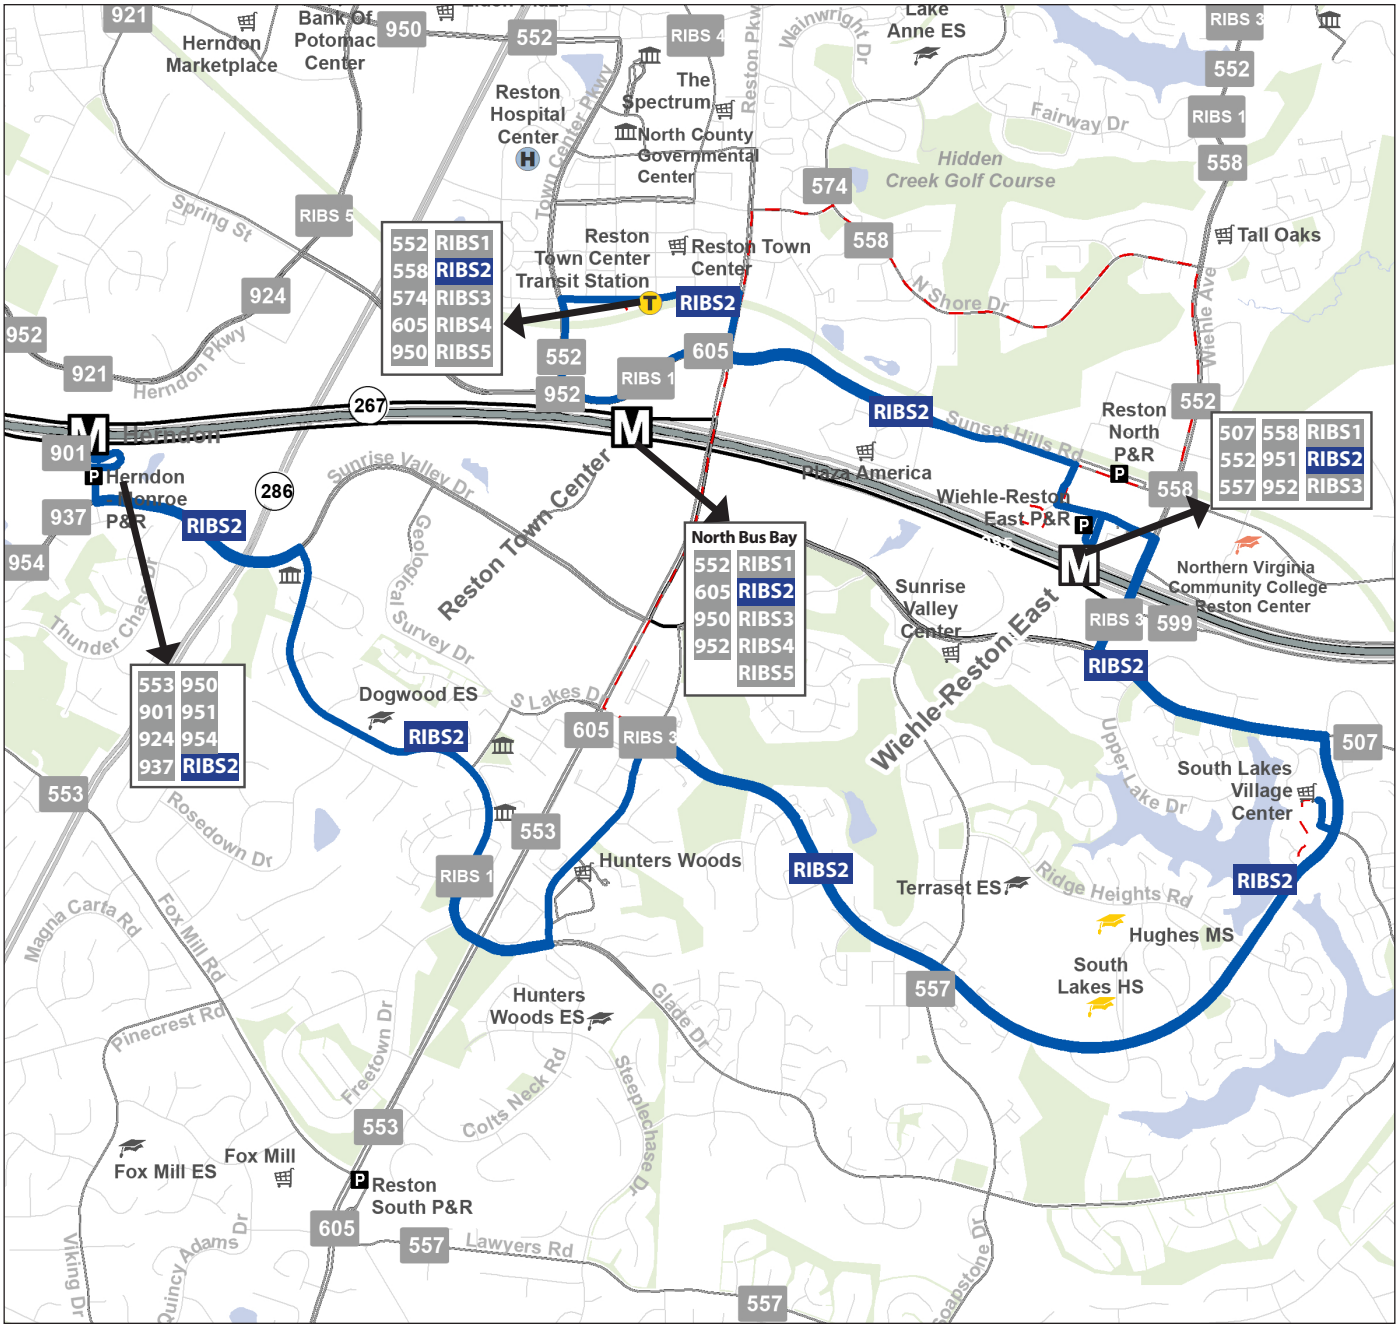 921
Herndon
Marketplace
Bank Of
Potomac
Center
950
552
RIBS 4
Reston Pkwy
Wainwright Dr
Lake
Anne ES
RIBS 3
552
RIBS 1
558
Reston
Hospital
Center
H
The
Spectrum
North County
Governmental
Center
Town Center Pkwy
Fairway Dr
Hidden
Creek Golf Course
574
558
Tall Oaks
Spring St
RIBS 5
924
952
921
Herndon Pkwy
552 RIBS1
558 RIBS2
574 RIBS3
605 RIBS4
950 RIBS5
Reston
Town Center
Transit Station
T
Reston Town
Center
RIBS2
N Shore Dr
Wiehle Ave
552
952
RIBS 1
605
267
M
Herndon
901
P
Herndon
- Monroe
P&R
937
954
RIBS2
286
Sunrise Valley Dr
Geological Survey Dr
M
Reston Town Center
RIBS2
Sunset Hills Rd
Plaza America
Reston
North
P&R
P
552
558
Wiehle-Reston
East P&R
P
M
Wiehle-Reston East
507 558 RIBS1
552 951 RIBS2
557 952 RIBS3
Northern Virginia
Community College
Reston Center
RIBS 3
599
RIBS2
Sunrise
Valley
Center
North Bus Bay
552 RIBS1
605 RIBS2
950 RIBS3
952 RIBS4
RIBS5
553 950
901 951
924 954
937 RIBS2
Dogwood ES
RIBS2
S Lakes Dr
605
RIBS 3
553
RIBS 1
553
Rosedown Dr
Magna Carta Rd
Fox Mill Rd
Hunters Woods
RIBS2
Terraset ES
Ridge Heights Rd
Upper Lake Dr
507
South Lakes
Village
Center
RIBS2
Hughes MS
South
Lakes HS
557
Hunters
Woods ES
Glade Dr
Pinecrest Rd
Freetown Dr
Colts Neck Rd
Steeplechase Dr
553
Fox Mill ES
Fox Mill
P
Reston
South P&R
605
557
Lawyers Rd
557
Viking Dr
Quincy Adams Dr